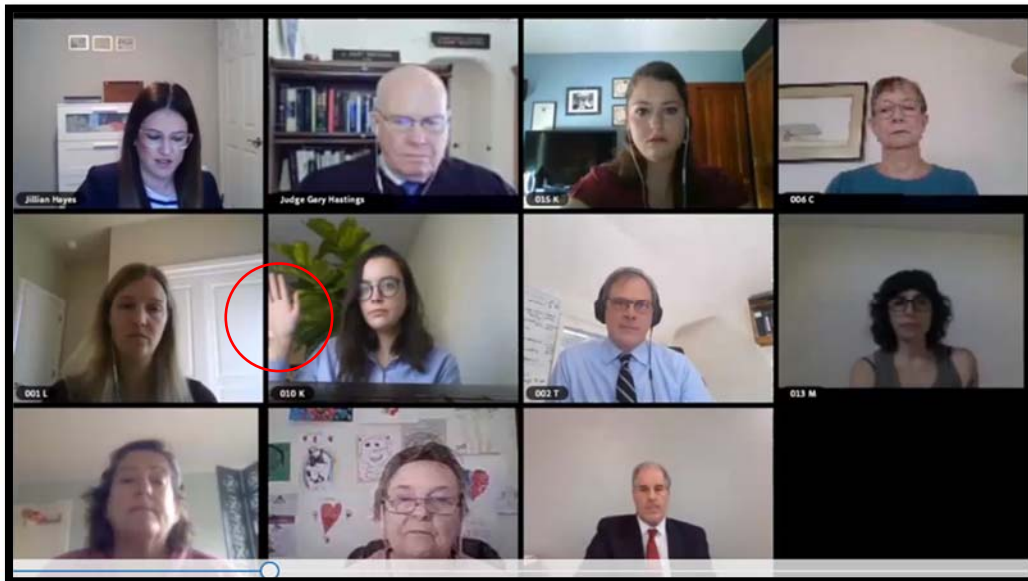 Jillian Hayes
Judge Gary Hastings
015 K
006 C
001 L
010 K
002 T
013 M